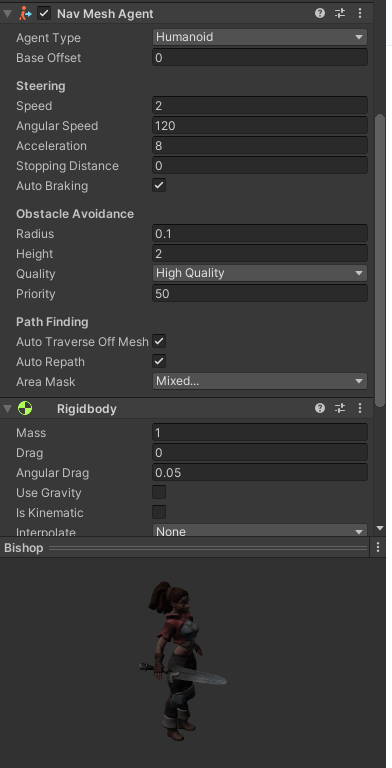 Nav Mesh Agent
Agent Type Humanoid
Base Offset 0
Steering
Speed 2
Angular Speed 120
Acceleration 8
Stopping Distance 0
Auto Braking
Obstacle Avoidance
Radius 0.1
Height 2
Quality High Quality
Priority 50
Path Finding
Auto Traverse Off Mesh
Auto Repath
Area Mask Mixed...
Rigidbody
Mass 1
Drag 0
Angular Drag 0.05
Use Gravity
Is Kinematic
Interpolate None
Bishop